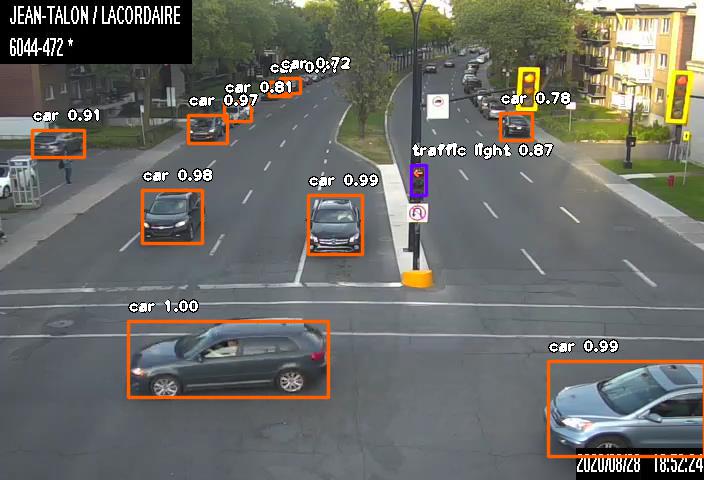 JEAN-TALON / LACORDAIRE
6044-472 *
car 0.72
car 0.81
car 0.97
car 0.78
car 0.91
traffic light 0.87
car 0.98
car 0.99
car 1.00
car 0.99
2020/08/28 18:52:24